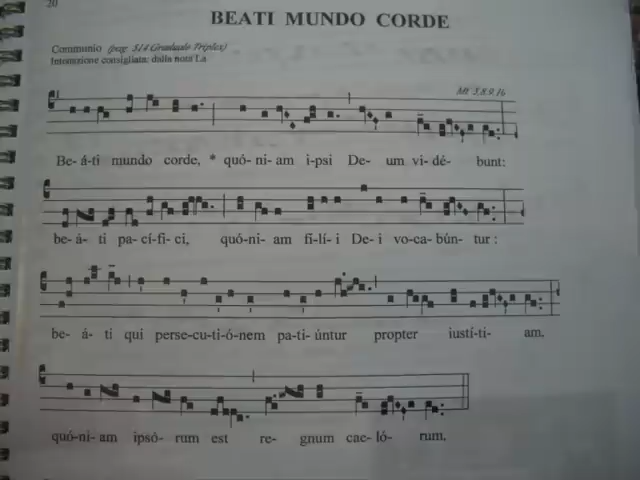 20
BEATI MUNDO CORDE
Communio (pag. 514 Graduale Triplex)
Intonazione consigliata: dalla nota La
Mt 5,8.9.10
Be- á-ti mundo corde, * quó-ni- am i-psi De- um vi-dé- bunt:
be- á- ti pa-cí-fi-ci, quó-ni- am fí-li- i De- i vo-ca-bún- tur :
be- á- ti qui perse-cu-ti-ónem pa-ti- úntur propter iustí-ti- am.
quó-ni- am ipsó- rum est re- gnum cae-ló- rum.